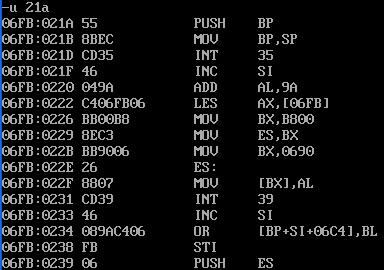 -u 21a
06FB:021A 55 PUSH BP
06FB:021B 8BEC MOV BP,SP
06FB:021D CD35 INT 35
06FB:021F 46 INC SI
06FB:0220 049A ADD AL,9A
06FB:0222 C406FB06 LES AX,[06FB]
06FB:0226 BB00B8 MOV BX,B800
06FB:0229 8EC3 MOV ES,BX
06FB:022B BB9006 MOV BX,0690
06FB:022E 26 ES:
06FB:022F 8807 MOV [BX],AL
06FB:0231 CD39 INT 39
06FB:0233 46 INC SI
06FB:0234 089AC406 OR [BP+SI+06C4],BL
06FB:0238 FB STI
06FB:0239 06 PUSH ES